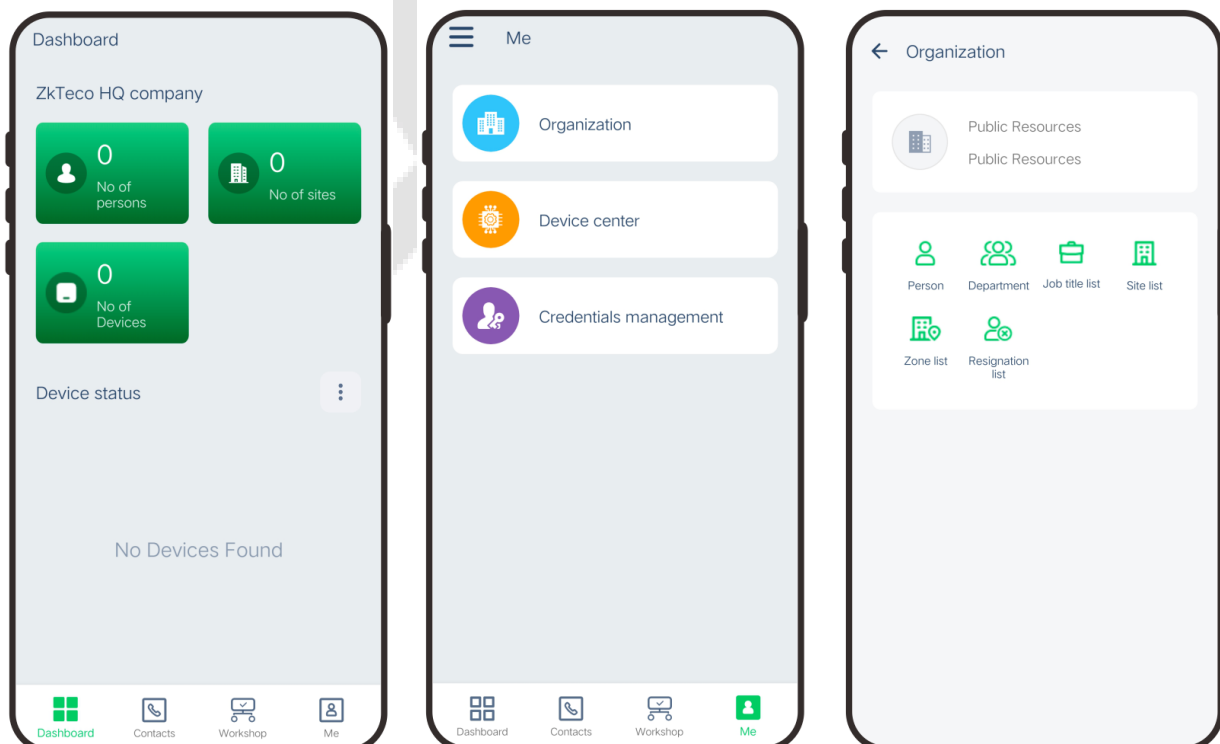 Dashboard
ZkTeco HQ company
0
No of
persons
0
No of sites
0
No of
Devices
Device status
No Devices Found
Dashboard
Contacts
Workshop
Me
Me
Organization
Device center
Credentials management
Dashboard
Contacts
Workshop
Me
Organization
Public Resources
Public Resources
Person
Department
Job title list
Site list
Zone list
Resignation
list